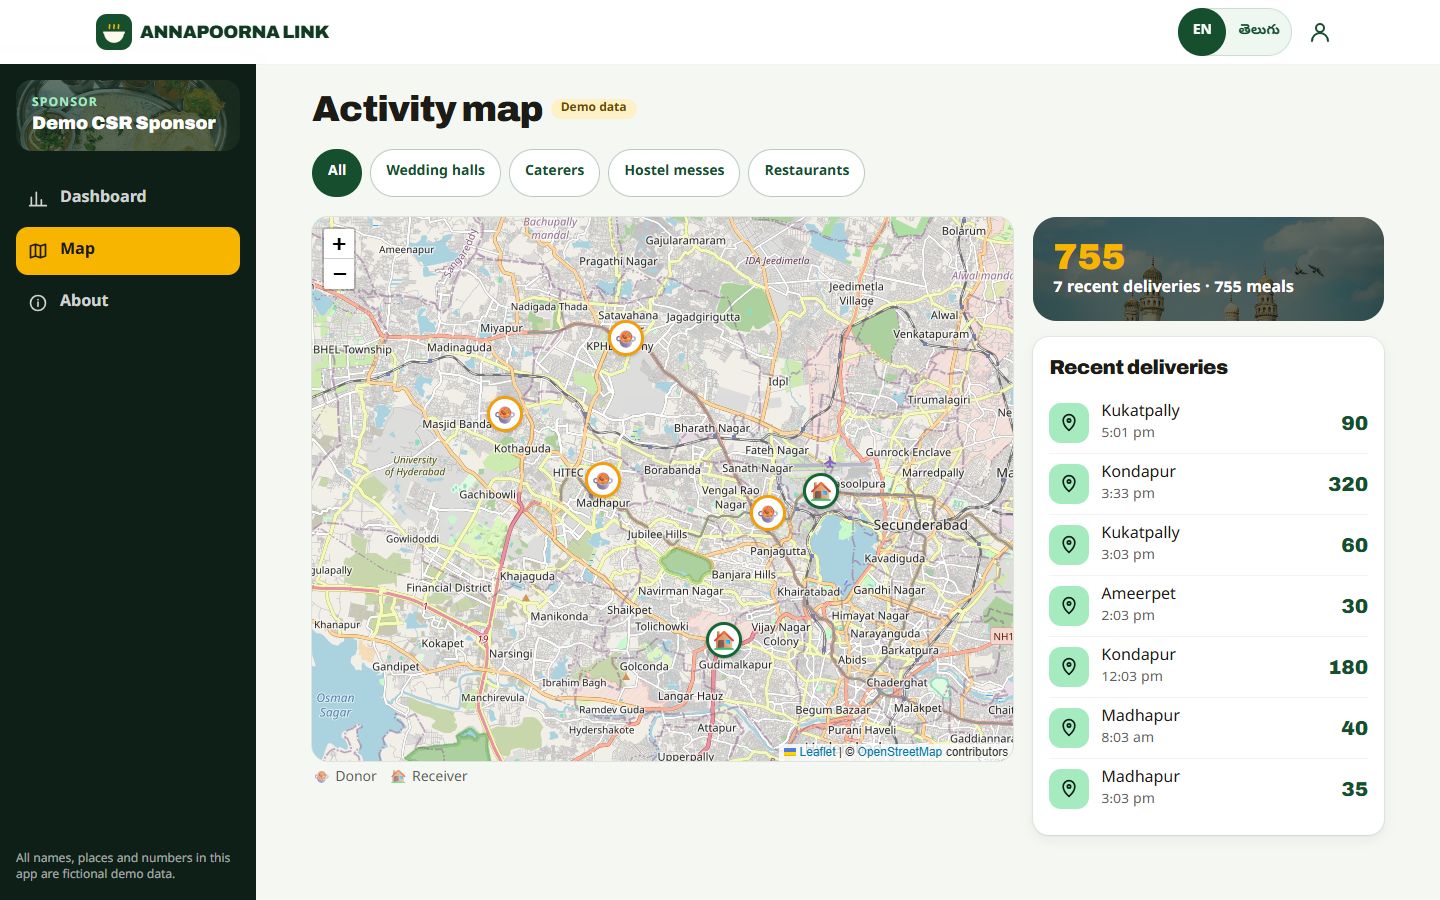 ANNAPOORNA LINK
EN
తెలుగు
SPONSOR
Demo CSR Sponsor
Dashboard
Map
About
All names, places and numbers in this
app are fictional demo data.
Activity map
Demo data
All
Wedding halls
Caterers
Hostel messes
Restaurants
+
−
Bachupally
mandal
Bolarum
Ameenapur
Gajularamaram
Sangareddy
Pragathi Nagar
IDA Jeedimetla
Alwal mand
Jeedimetla
Village
Nadigada Thada
Satavahana
Jagadgirigutta
Alwal
Miyapur
Venkatapuram
BHEL Township
Madinaguda
Idpl
Tirumalagiri
Masjid Banda
Bharath Nagar
Kothaguda
Fateh Nagar
Gunrock Enclave
University
of Hyderabad
HITEC
Borabanda
Sanath Nagar
Marredpally
Gachibowli
Madhapur
Vengal Rao
Nagar
Secunderabad
Gowlidoddi
Jubilee Hills
Panjagutta
Kavadiguda
Khajaguda
Banjara Hills
Financial District
Navirman Nagar
Khairatabad
Gandhi Nagar
Manikonda
Shaikpet
Himayat Nagar
Khanapur
Tolichowki
Vijay Nagar
Colony
Narayanguda
NH1
Kokapet
Narsingi
Barkatpura
Gandipet
Golconda
Gudimalkapur
Abids
Ibrahim Bagh
Chaderghat
Osman
Sagar
Manchirevula
Langar Hauz
Ramdev Guda
Begum Bazaar
Malakpet
Hydershakote
Attapur
Purani Haveli
Gaddiannara
Upperpally
Leaflet | © OpenStreetMap contributors
Donor
Receiver
755
7 recent deliveries · 755 meals
Recent deliveries
Kukatpally
5:01 pm
90
Kondapur
3:33 pm
320
Kukatpally
3:03 pm
60
Ameerpet
2:03 pm
30
Kondapur
12:03 pm
180
Madhapur
8:03 am
40
Madhapur
3:03 pm
35